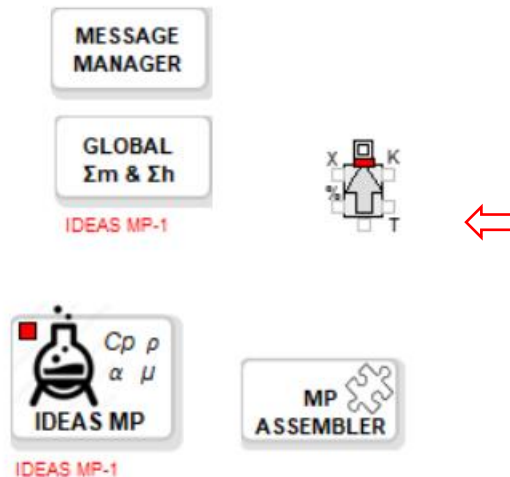 MESSAGE
MANAGER
GLOBAL
Σm & Σh
IDEAS MP-1
X K
%
T
Cp ρ
α μ
IDEAS MP
IDEAS MP-1
MP
ASSEMBLER